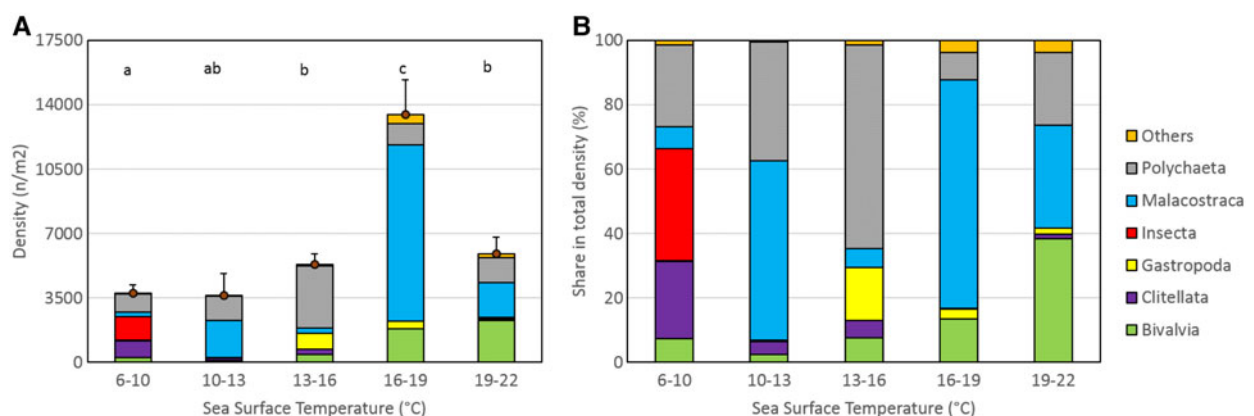 A
17500
14000
10500
7000
3500
0
Density (n/m2)
a ab b c b
6-10 10-13 13-16 16-19 19-22
Sea Surface Temperature (°C)
B
100
80
60
40
20
0
Share in total density (%)
6-10 10-13 13-16 16-19 19-22
Sea Surface Temperature (°C)
Others
Polychaeta
Malacostraca
Insecta
Gastropoda
Clitellata
Bivalvia